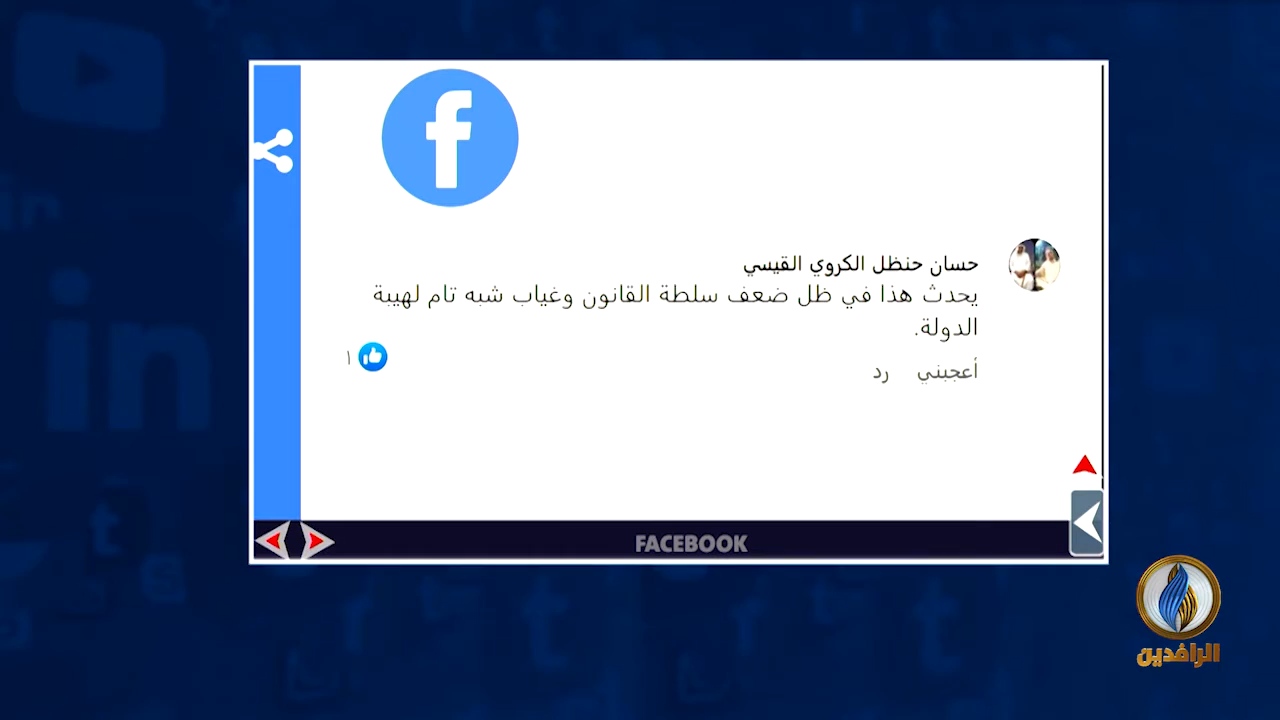 حسان حنظل الكروي القيسي
يحدث هذا في ظل ضعف سلطة القانون وغياب شبه تام لهيبة
الدولة.
أعجبني رد
١
FACEBOOK
الرافدين